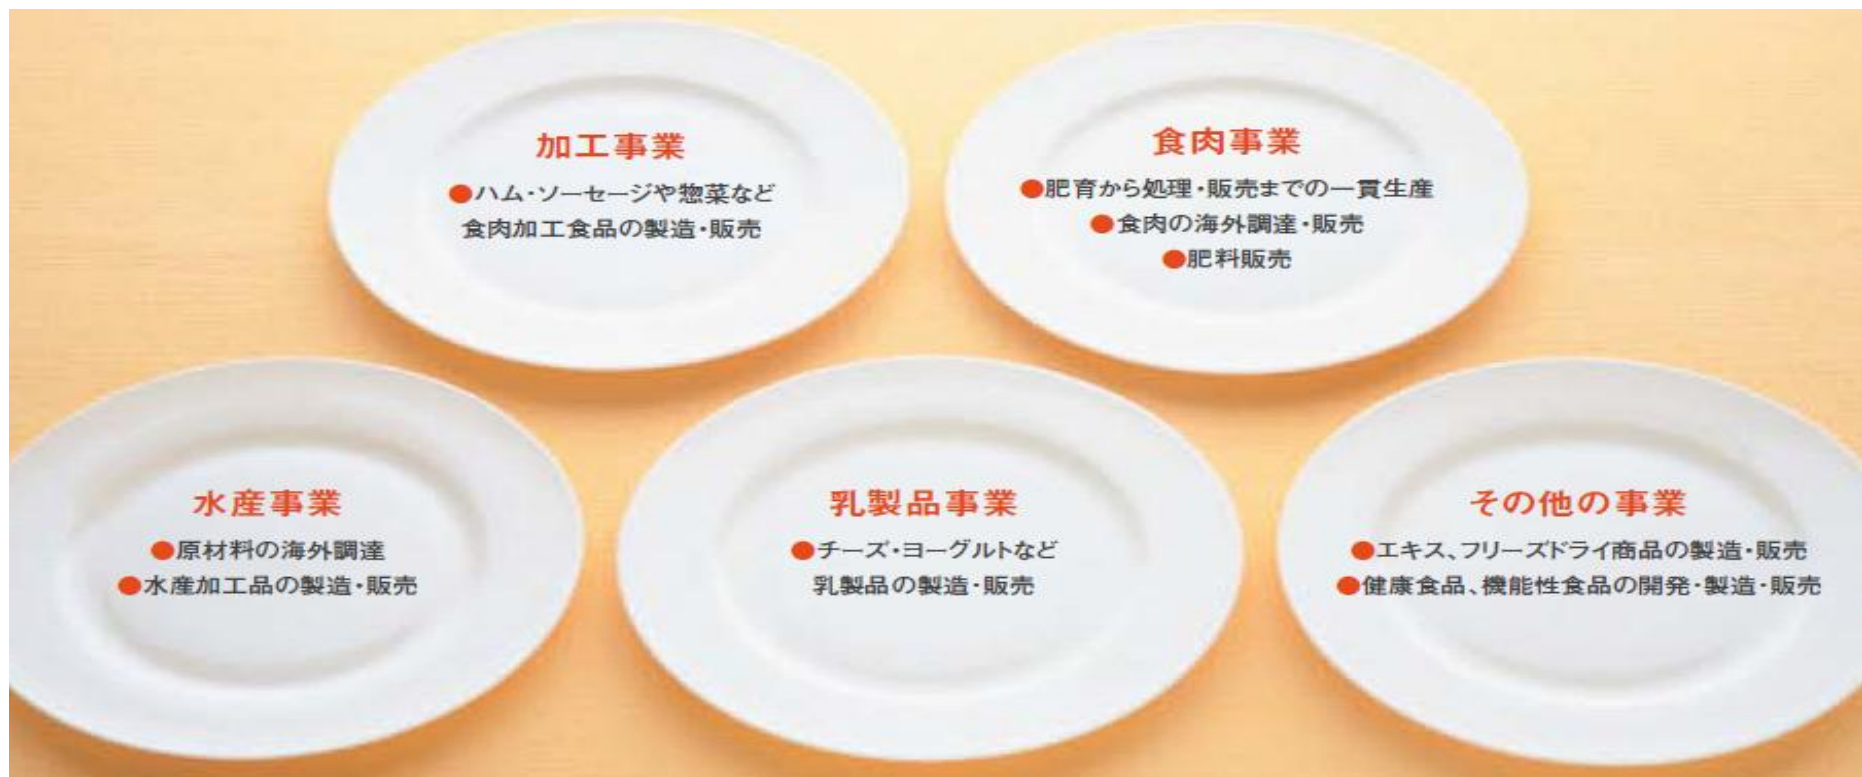 加工事業
●ハム・ソーセージや惣菜など
食肉加工食品の製造・販売
食肉事業
●肥育から処理・販売までの一貫生産
●食肉の海外調達・販売
●肥料販売
水産事業
●原材料の海外調達
●水産加工品の製造・販売
乳製品事業
●チーズ・ヨーグルトなど
乳製品の製造・販売
その他の事業
●エキス、フリーズドライ商品の製造・販売
●健康食品、機能性食品の開発・製造・販売